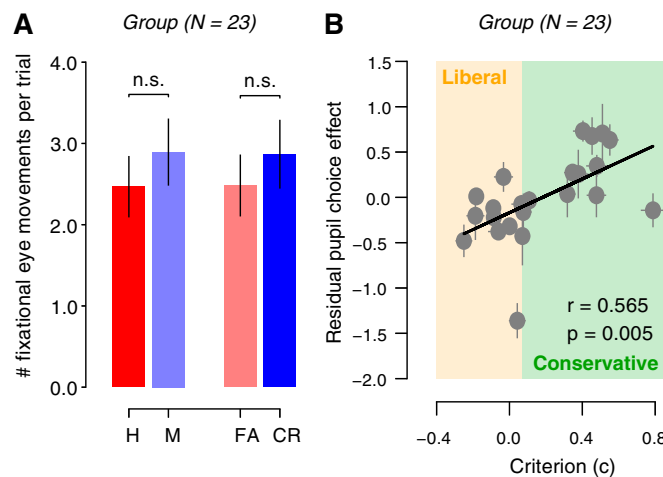 A
Group (N = 23)
# fixational eye movements per trial
4.0
3.0
2.0
1.0
0.0
n.s.
n.s.
H
M
FA
CR
B
Group (N = 23)
Residual pupil choice effect
1.5
1.0
0.5
0.0
−0.5
−1.0
−1.5
−2.0
Liberal
r = 0.565
p = 0.005
Conservative
−0.4
0.0
0.4
0.8
Criterion (c)